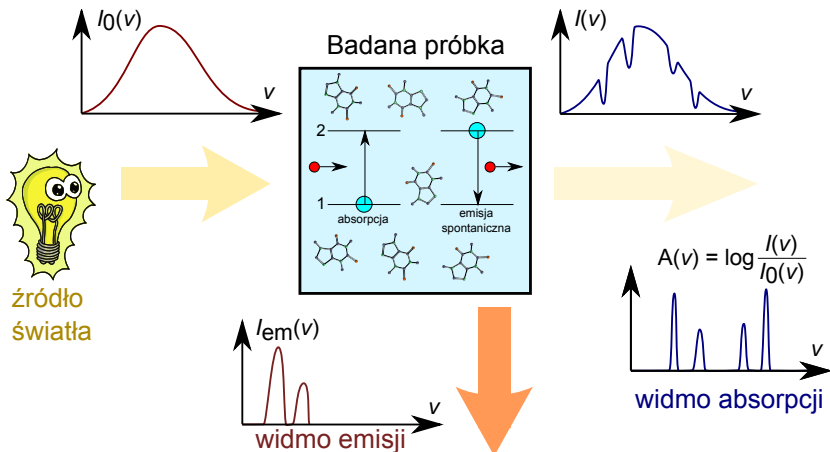 I0(ν)
ν
Badana próbka
I(ν)
ν
2
1
absorpcja
emisja
spontaniczna
źródło
światła
A(ν) = log I(ν)/I0(ν)
ν
widmo absorpcji
Iem(ν)
ν
widmo emisji